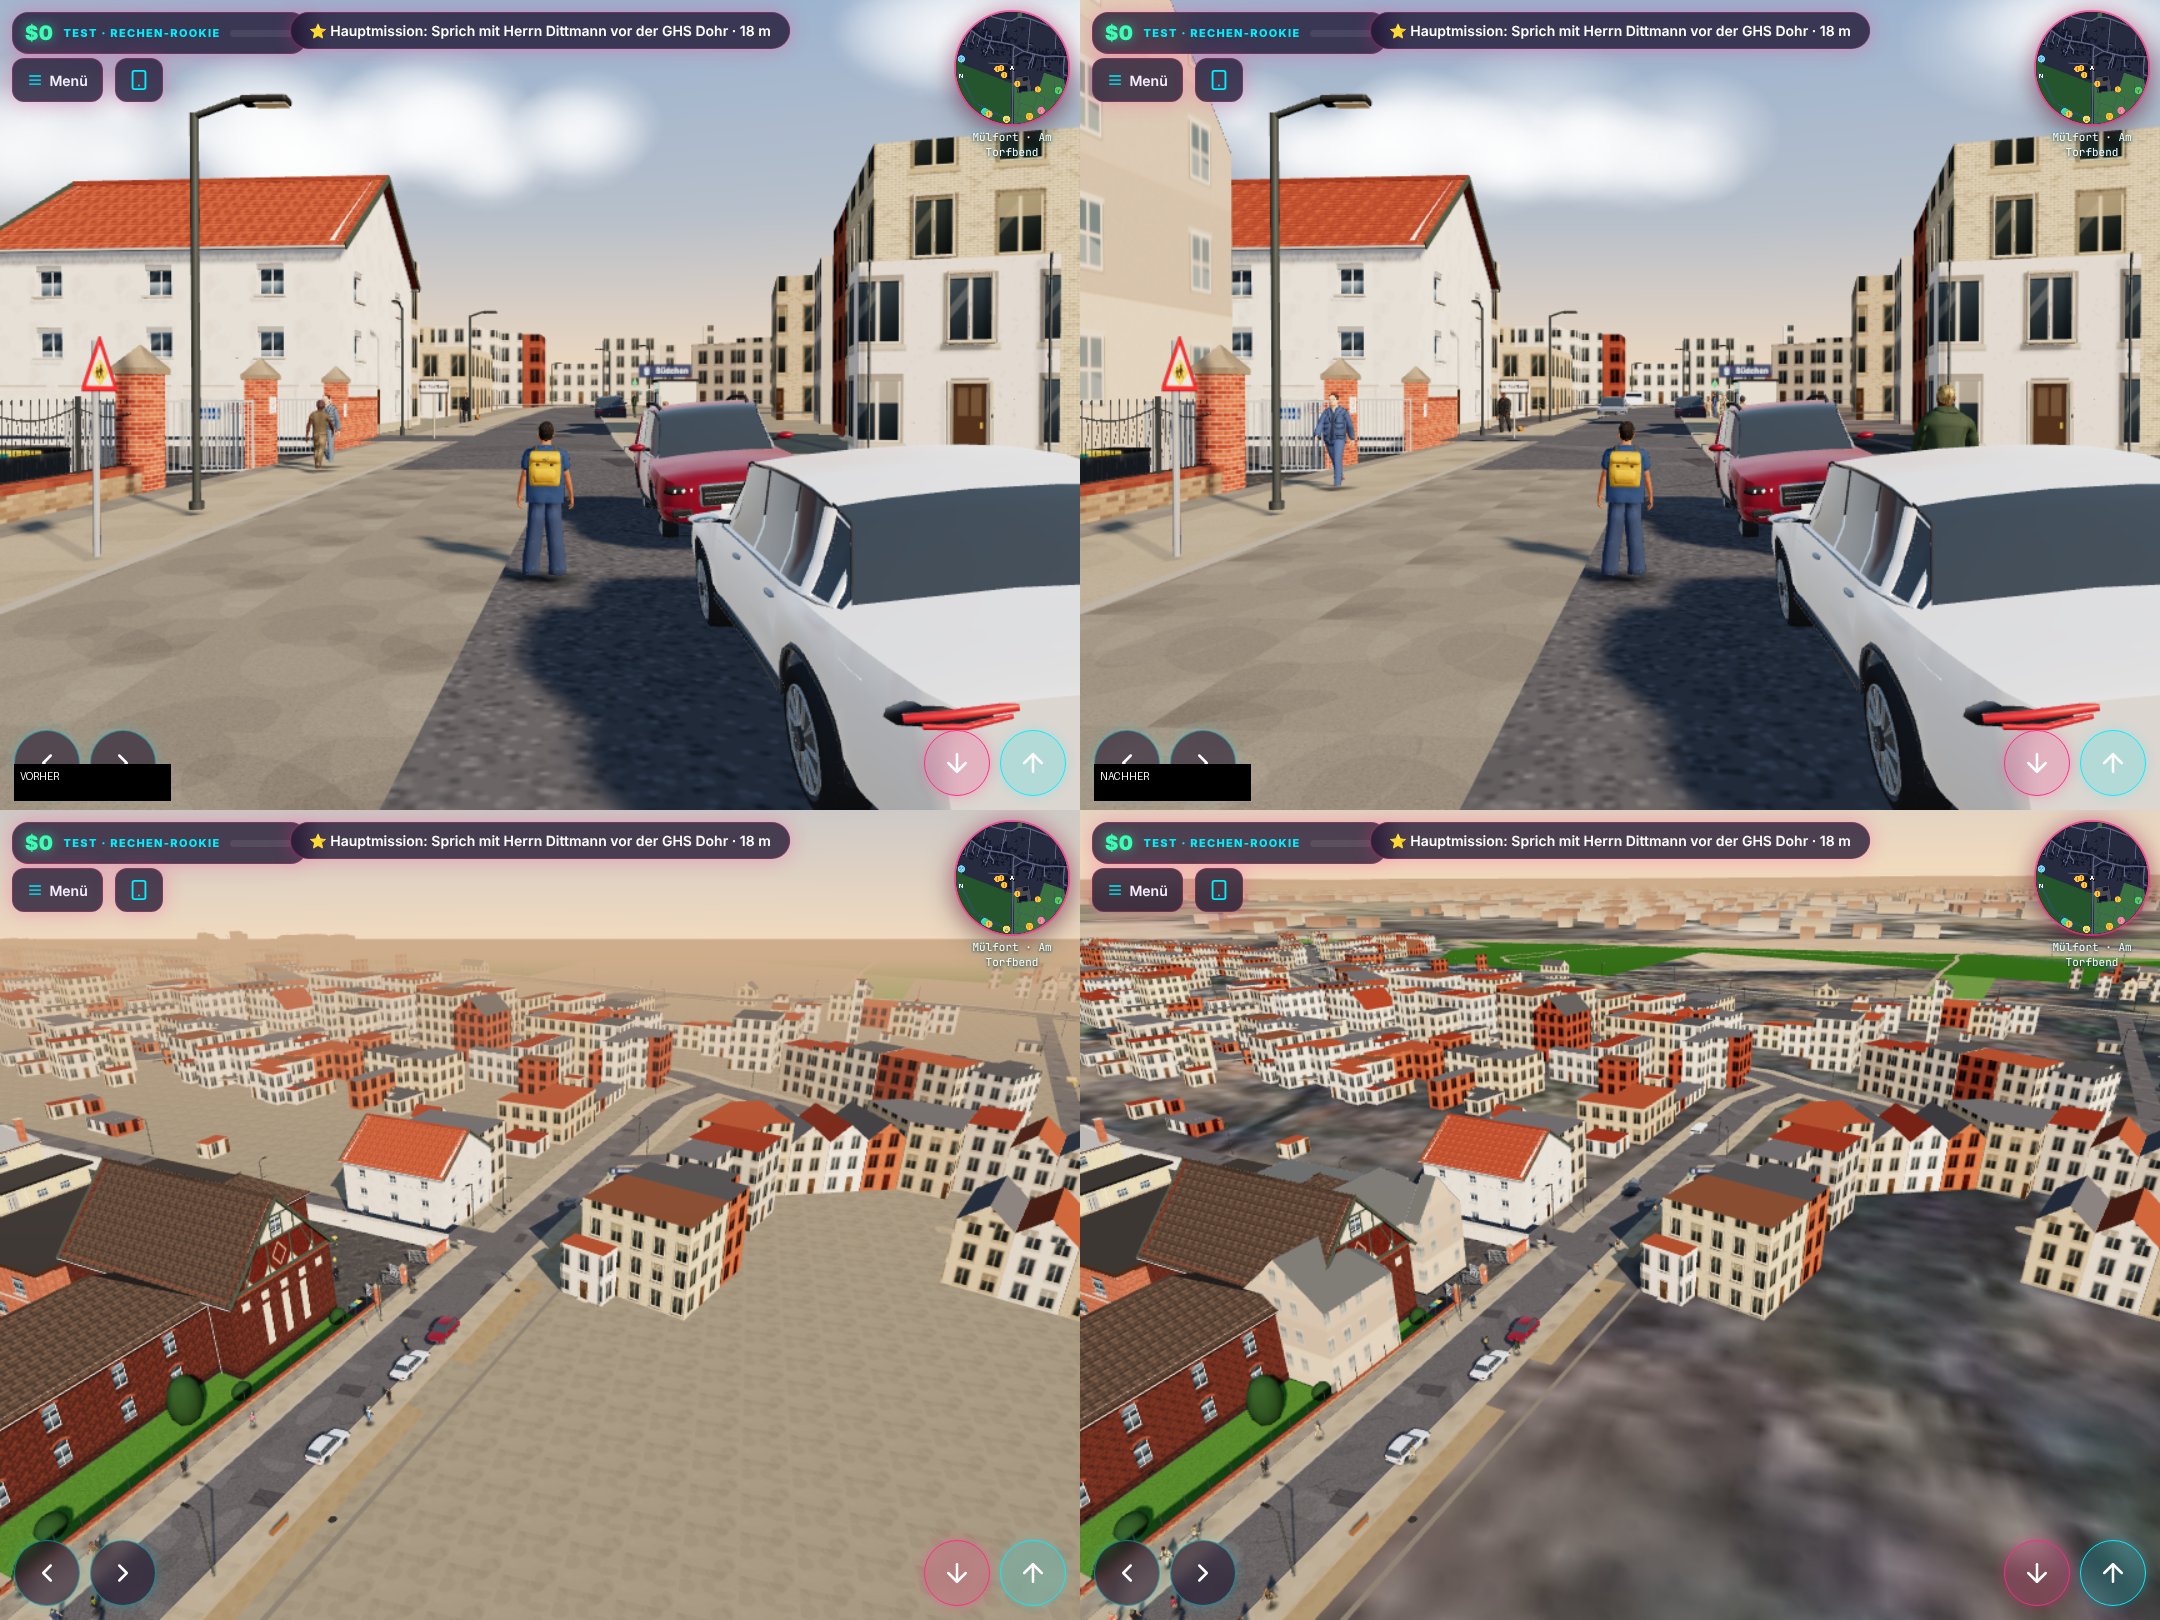 $0 TEST · RECHEN-ROOKIE
⭐ Hauptmission: Sprich mit Herrn Dittmann vor der GHS Dohr · 18 m
Menü
N
Mülfort · Am
Torfbend
Büdchen
VORHER
$0 TEST · RECHEN-ROOKIE
⭐ Hauptmission: Sprich mit Herrn Dittmann vor der GHS Dohr · 18 m
Menü
N
Mülfort · Am
Torfbend
Büdchen
NACHHER
$0 TEST · RECHEN-ROOKIE
⭐ Hauptmission: Sprich mit Herrn Dittmann vor der GHS Dohr · 18 m
Menü
N
Mülfort · Am
Torfbend
$0 TEST · RECHEN-ROOKIE
⭐ Hauptmission: Sprich mit Herrn Dittmann vor der GHS Dohr · 18 m
Menü
N
Mülfort · Am
Torfbend